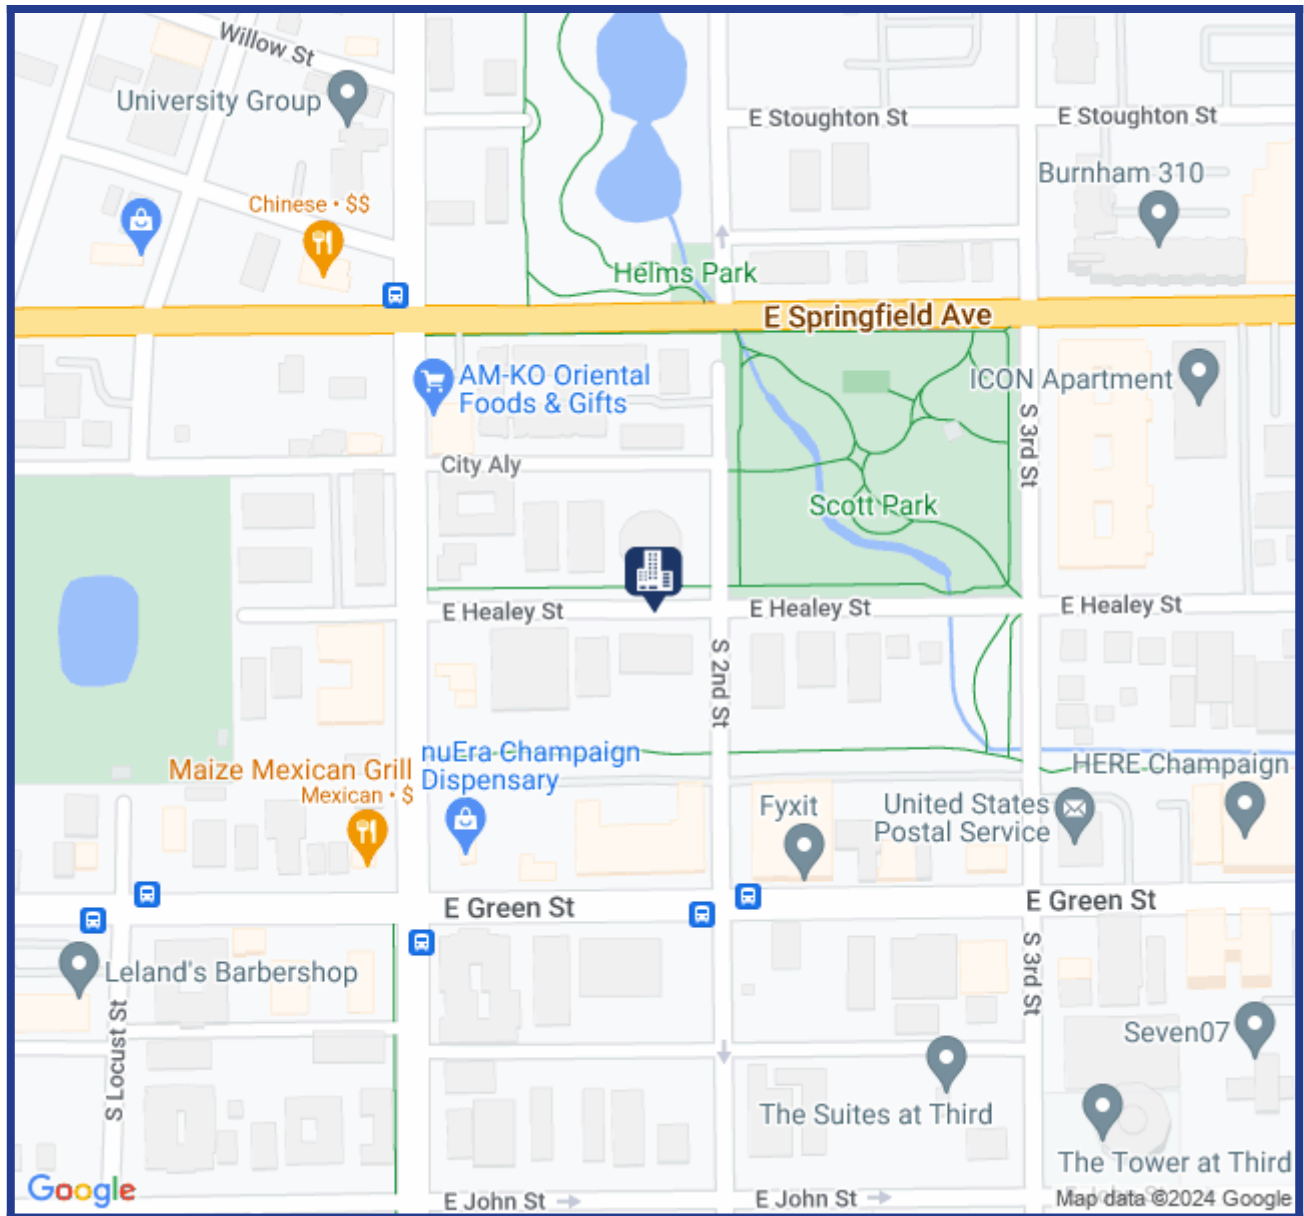 Willow St
University Group
E Stoughton St
E Stoughton St
Burnham 310
Chinese • $$
Helms Park
E Springfield Ave
AM-KO Oriental
Foods & Gifts
ICON Apartment
S 3rd St
City Aly
Scott Park
E Healey St
E Healey St
E Healey St
S 2nd St
nuEra Champaign
Dispensary
Maize Mexican Grill
Mexican • $
HERE Champaign
Fyxit
United States
Postal Service
E Green St
E Green St
S 3rd St
Leland's Barbershop
S Locust St
Seven07
The Suites at Third
The Tower at Third
Google
E John St
E John St
Map data ©2024 Google